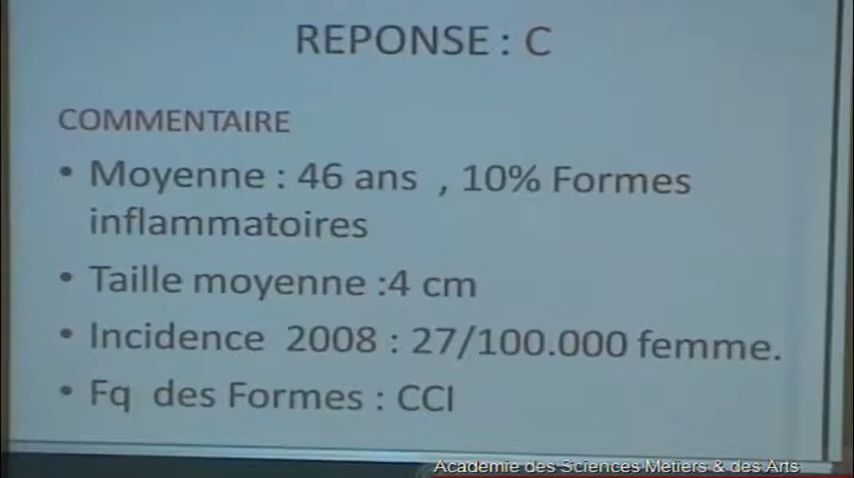 REPONSE : C
COMMENTAIRE
• Moyenne : 46 ans , 10% Formes
inflammatoires
• Taille moyenne :4 cm
• Incidence 2008 : 27/100.000 femme.
• Fq des Formes : CCI
Academie des Sciences Metiers & des Arts